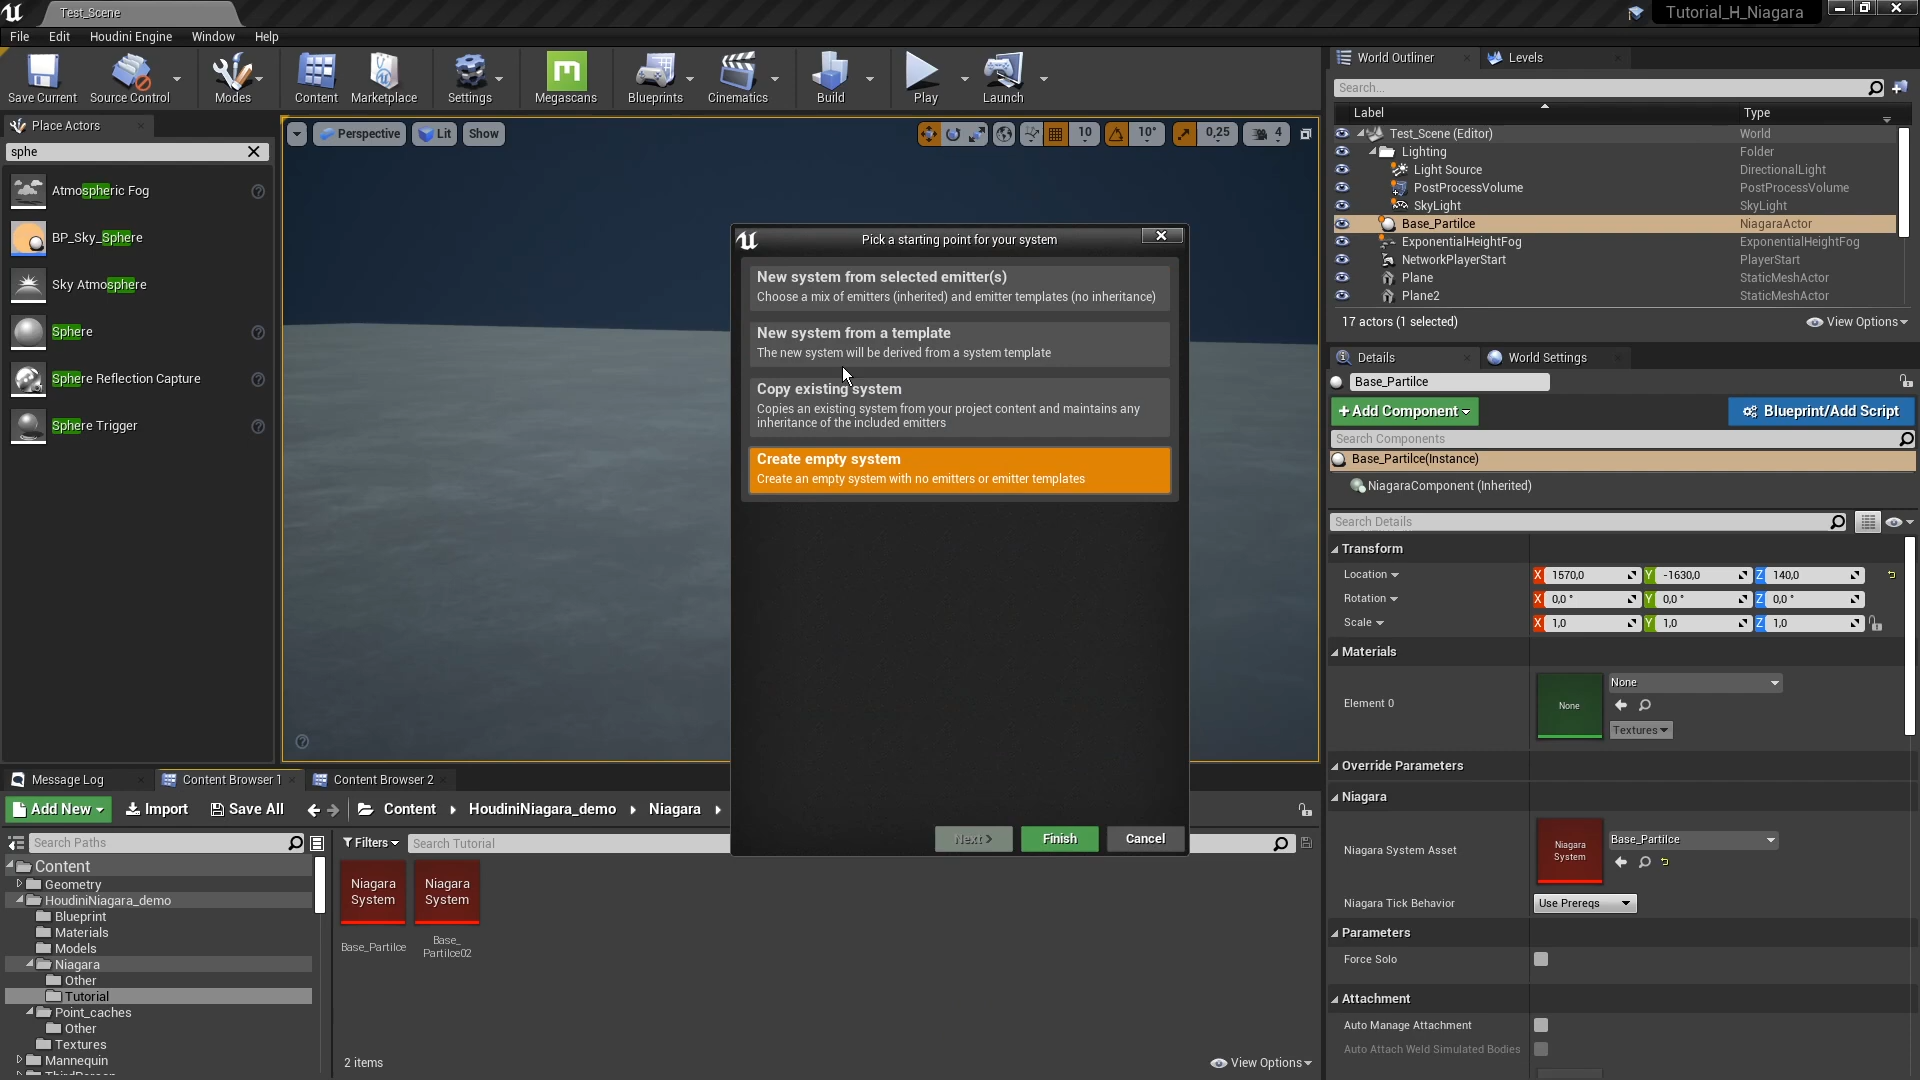 Test_Scene
Tutorial_H_Niagara
File Edit Houdini Engine Window Help
Save Current Source Control Modes Content Marketplace Settings Megascans Blueprints Cinematics Build Play Launch
Place Actors
sphe
Atmospheric Fog
BP_Sky_Sphere
Sky Atmosphere
Sphere
Sphere Reflection Capture
Sphere Trigger
Perspective Lit Show
10 10° 0,25 4
Pick a starting point for your system
New system from selected emitter(s)
Choose a mix of emitters (inherited) and emitter templates (no inheritance)
New system from a template
The new system will be derived from a system template
Copy existing system
Copies an existing system from your project content and maintains any
inheritance of the included emitters
Create empty system
Create an empty system with no emitters or emitter templates
Next > Finish Cancel
World Outliner Levels
Search...
Label Type
Test_Scene (Editor) World
Lighting Folder
Light Source DirectionalLight
PostProcessVolume PostProcessVolume
SkyLight SkyLight
Base_Partilce NiagaraActor
ExponentialHeightFog ExponentialHeightFog
NetworkPlayerStart PlayerStart
Plane StaticMeshActor
Plane2 StaticMeshActor
17 actors (1 selected) View Options
Details World Settings
Base_Partilce
+Add Component Blueprint/Add Script
Search Components
Base_Partilce(Instance)
NiagaraComponent (Inherited)
Search Details
Transform
Location X 1570,0 Y -1630,0 Z 140,0
Rotation X 0,0 ° Y 0,0 ° Z 0,0 °
Scale X 1,0 Y 1,0 Z 1,0
Materials
Element 0 None None
Textures
Override Parameters
Niagara
Niagara System Asset Niagara System Base_Partilce
Niagara Tick Behavior Use Prereqs
Parameters
Force Solo
Attachment
Auto Manage Attachment
Auto Attach Weld Simulated Bodies
Message Log Content Browser 1 Content Browser 2
Add New Import Save All Content HoudiniNiagara_demo Niagara
Search Paths Filters Search Tutorial
Content
Geometry
HoudiniNiagara_demo
Blueprint
Materials
Models
Niagara
Other
Tutorial
Point_caches
Other
Textures
Mannequin
Niagara System
Base_Partilce
Niagara System
Base_
Partilce02
2 items View Options